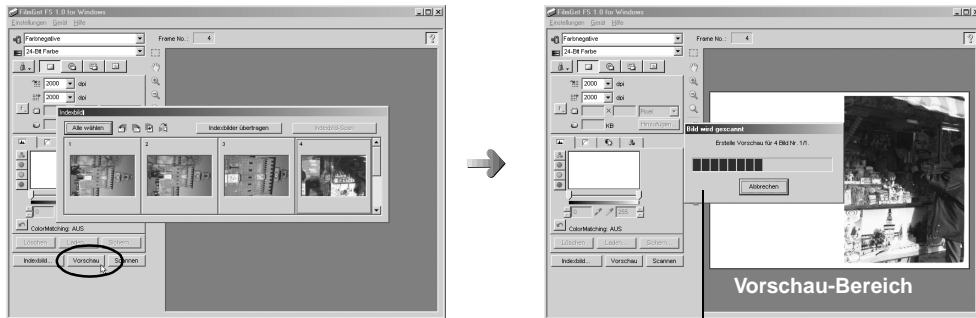 FilmGet FS 1.0 for Windows
Einstellungen Gerät Hilfe
Farbnegative
Frame No.: 4
24-Bit Farbe
2000 dpi
2000 dpi
Indexbild
Alle wählen
Indexbilder übertragen
Indexbild-Scan
1
2
3
4
0
ColorMatching: AUS
Löschen
Laden...
Sichern...
Indexbild...
Vorschau
Scannen
FilmGet FS 1.0 for Windows
Einstellungen Gerät Hilfe
Farbnegative
Frame No.: 4
24-Bit Farbe
2000 dpi
2000 dpi
Pixel
KB
Hinzufügen
Bild wird gescannt
Erstelle Vorschau für 4 Bild Nr. 1/1.
Abbrechen
0
255
ColorMatching: AUS
Löschen
Laden...
Sichern...
Indexbild...
Vorschau
Scannen
Vorschau-Bereich